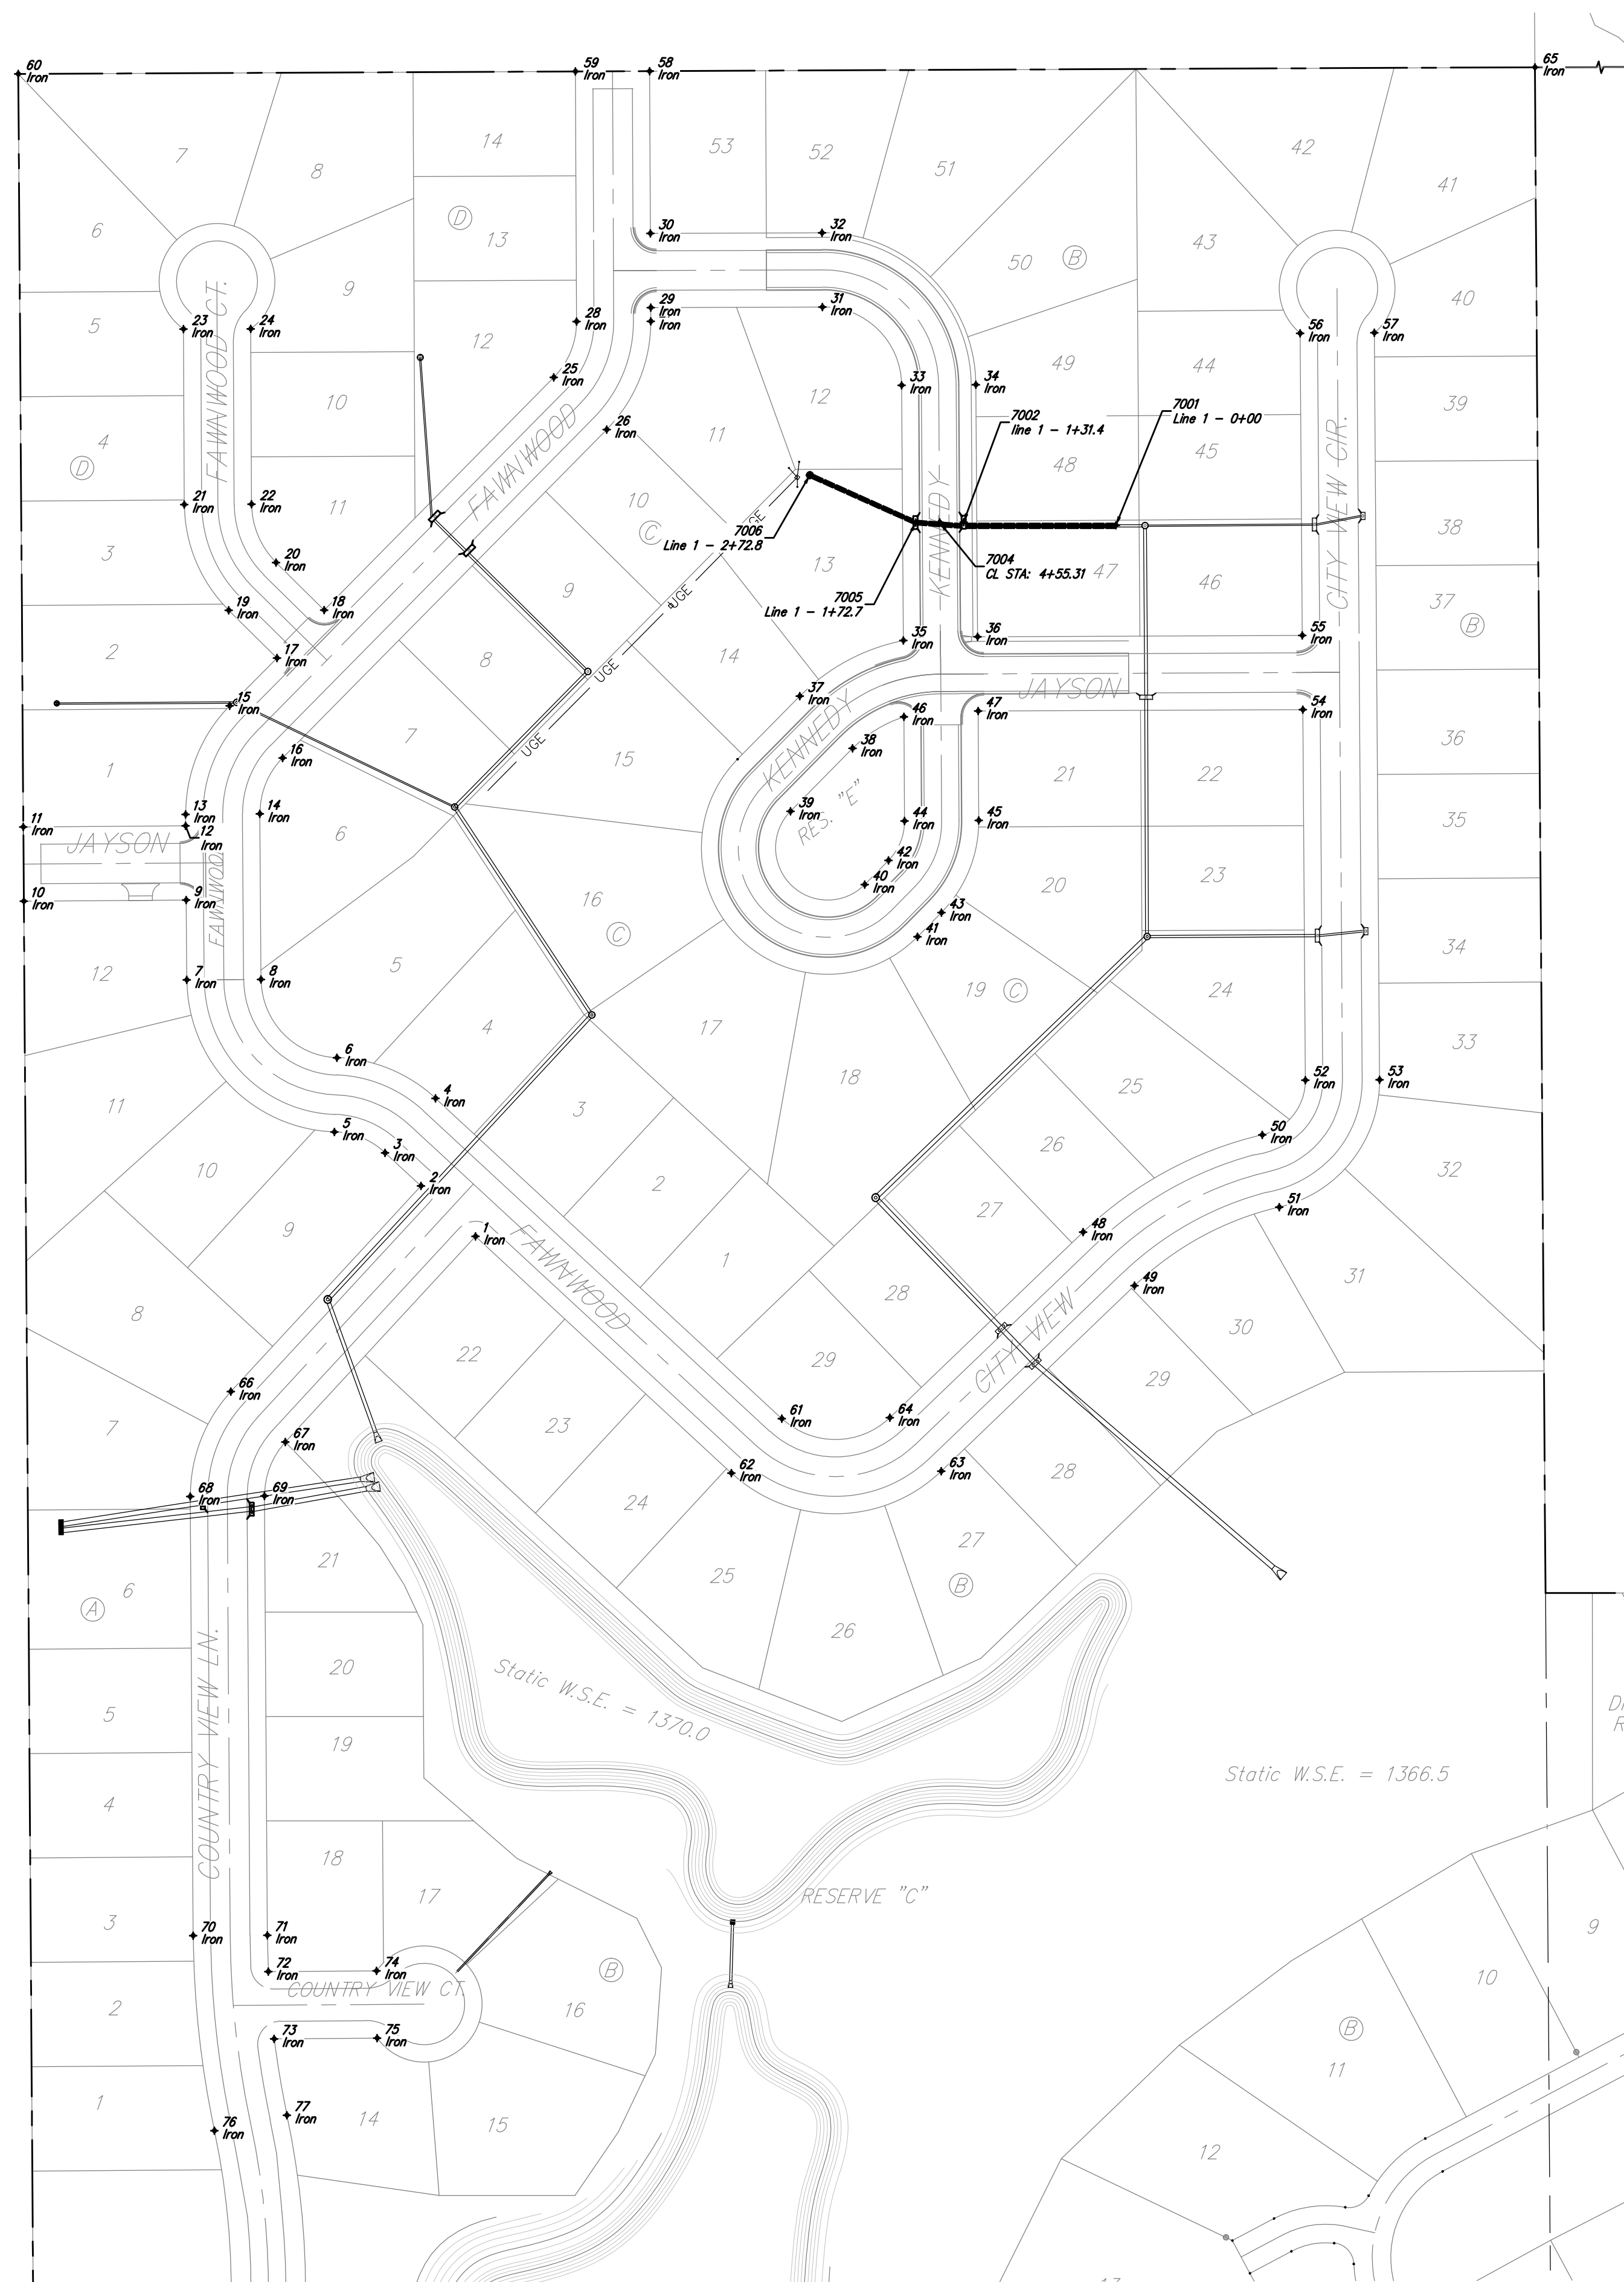 60
Iron
59
Iron
58
Iron
65
Iron
7
8
14
53
52
51
42
41
6
D
13
30
Iron
32
Iron
50
B
43
9
40
5
23
Iron
24
Iron
FAWNWOOD CT.
12
28
Iron
29
Iron
Iron
31
Iron
56
Iron
57
Iron
25
Iron
12
33
Iron
34
Iron
49
44
10
39
4
D
FAWNWOOD
26
Iron
11
7002
line 1 - 1+31.4
7001
Line 1 - 0+00
CITY VIEW CIR.
48
45
21
Iron
22
Iron
11
10
C
7006
Line 1 - 2+72.8
38
3
20
Iron
13
KENNEDY
7004
CL STA: 4+55.31
47
46
9
UGE
7005
Line 1 - 1+72.7
37
B
19
Iron
18
Iron
2
17
Iron
8
14
35
Iron
36
Iron
55
Iron
UGE
15
Iron
37
Iron
KENNEDY
JAYSON
46
Iron
47
Iron
54
Iron
7
16
Iron
UGE
15
38
Iron
36
1
21
22
39
Iron
RES. "E"
11
Iron
13
Iron
14
Iron
44
Iron
45
Iron
35
JAYSON
12
Iron
6
42
Iron
40
Iron
10
Iron
9
Iron
FAWNWOOD
16
C
20
23
43
Iron
41
Iron
34
12
7
Iron
8
Iron
5
19
C
24
4
17
33
6
Iron
18
25
52
Iron
53
Iron
11
4
Iron
3
5
Iron
3
Iron
26
50
Iron
10
2
Iron
2
32
27
51
Iron
9
1
Iron
FAWNWOOD
48
Iron
1
49
Iron
31
8
28
CITY VIEW
30
22
29
29
66
Iron
61
Iron
64
Iron
7
67
Iron
23
62
Iron
63
Iron
28
68
Iron
69
Iron
24
27
21
6
A
25
B
26
COUNTRY VIEW LN.
20
Static W.S.E. = 1370.0
5
19
Static W.S.E. = 1366.5
4
18
17
RESERVE "C"
3
70
Iron
71
Iron
9
72
Iron
74
Iron
B
10
COUNTRY VIEW CT.
2
16
73
Iron
75
Iron
B
11
1
77
Iron
14
15
76
Iron
12